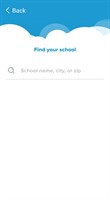 Back
Find your school
School name, city, or zip